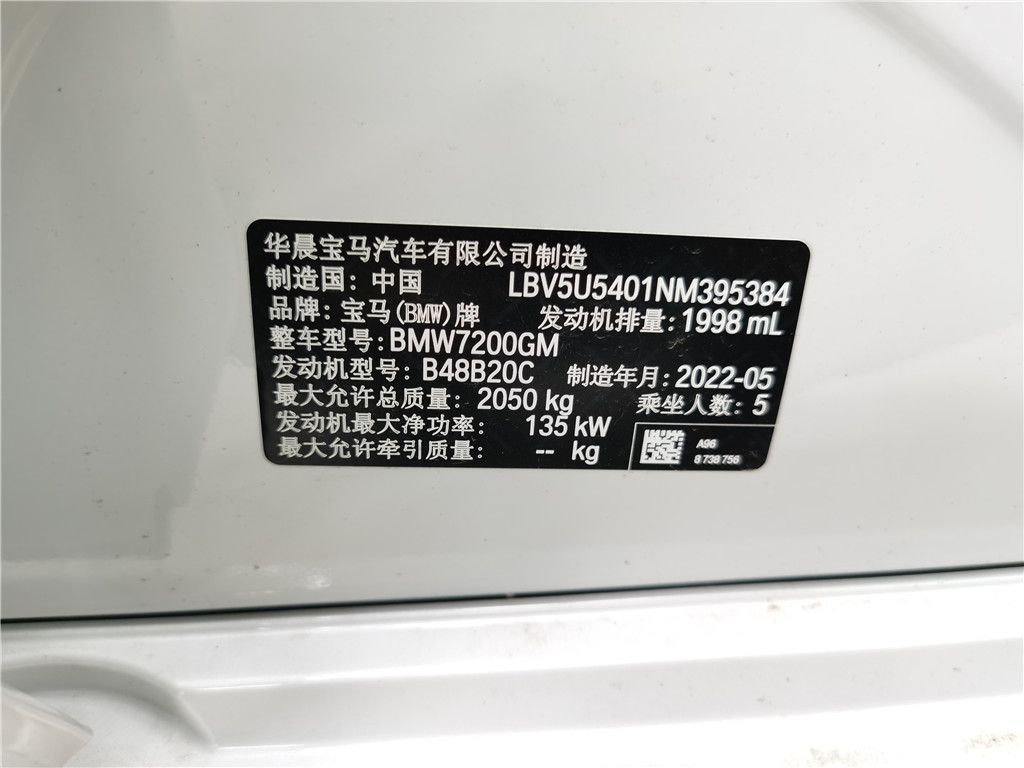 华晨宝马汽车有限公司制造
制造国：中国 LBV5U5401NM395384
品牌：宝马(BMW)牌 发动机排量：1998 mL
整车型号：BMW7200GM
发动机型号：B48B20C 制造年月：2022-05
最大允许总质量：2050 kg 乘坐人数：5
发动机最大净功率：135 kW
最大允许牵引质量：-- kg
A96
8 738 756